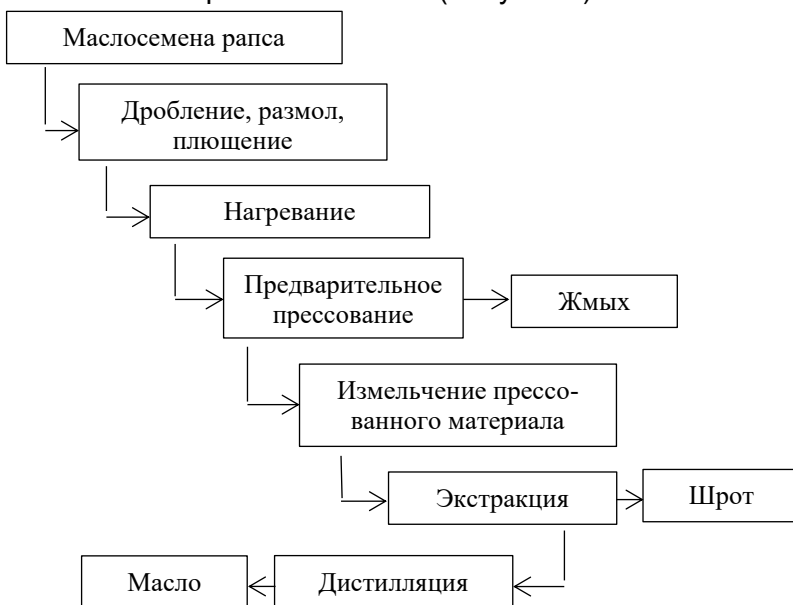 Маслосемена рапса
Дробление, размол,
плющение
Нагревание
Предварительное
прессование
Жмых
Измельчение прессо-
ванного материала
Экстракция
Шрот
Масло
Дистилляция